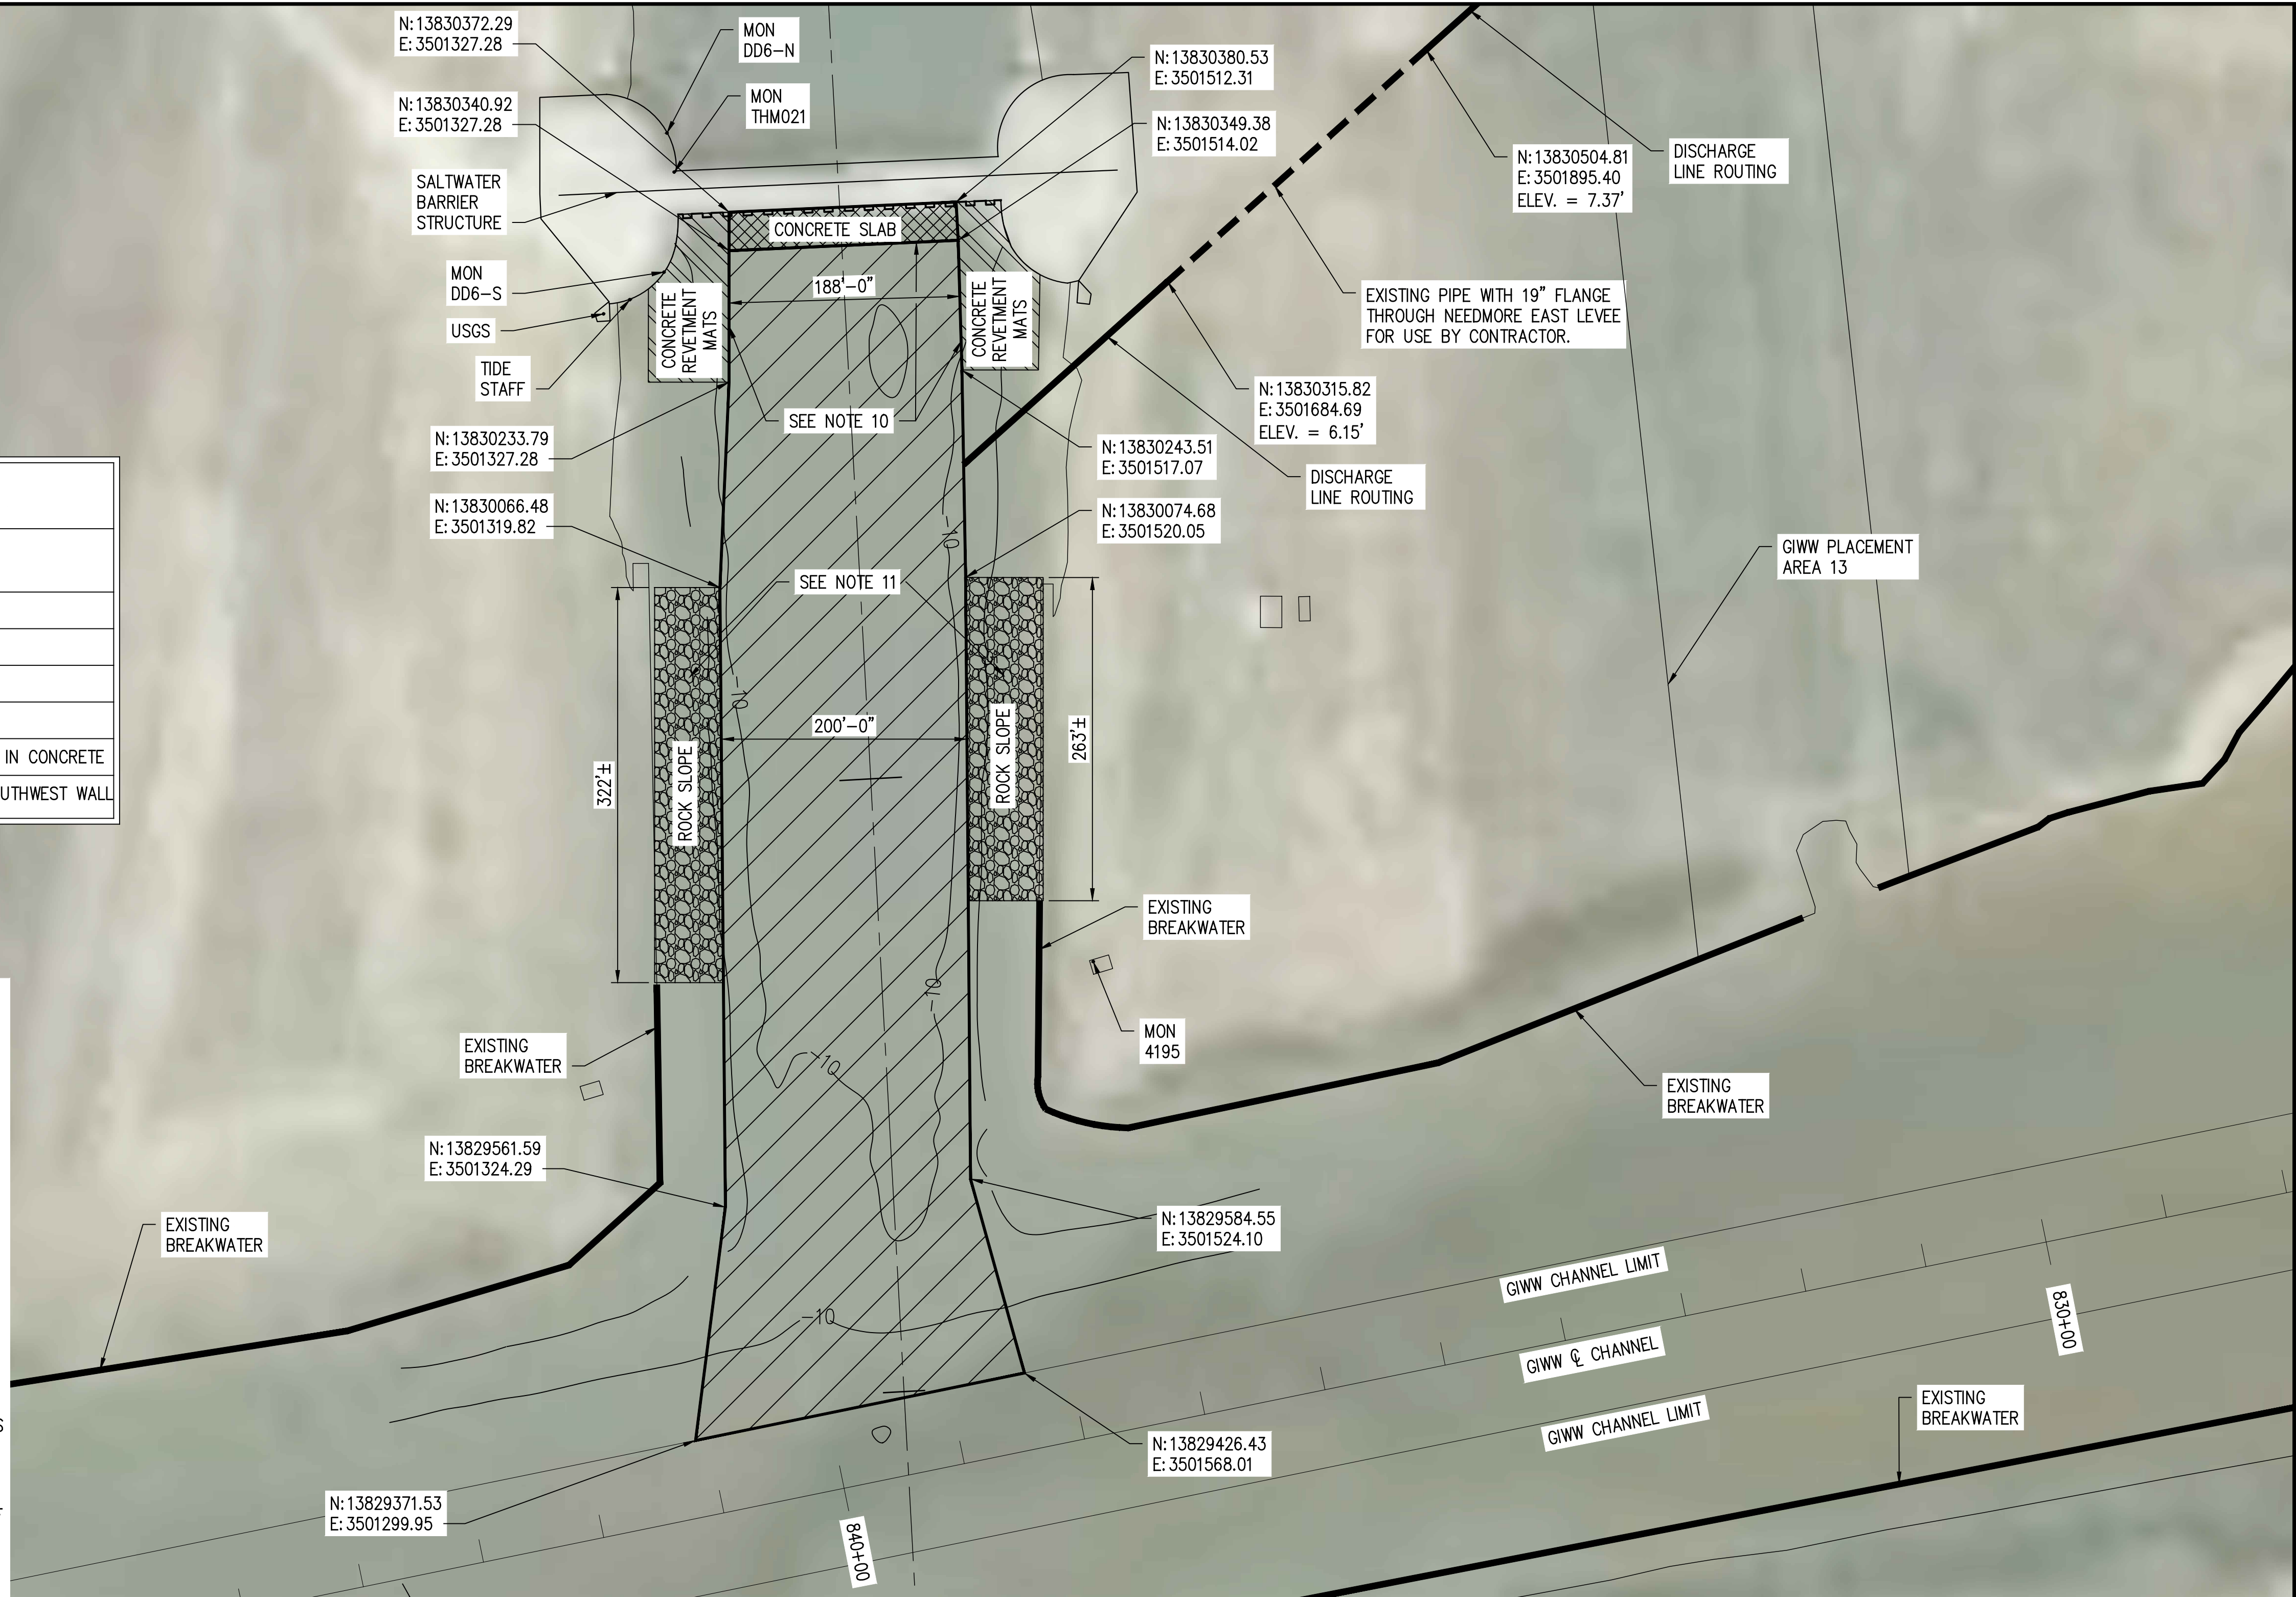 N:13830372.29
E:3501327.28
MON
DD6-N
N:13830380.53
E:3501512.31
N:13830340.92
E:3501327.28
MON
THM021
N:13830349.38
E:3501514.02
N:13830504.81
E:3501895.40
ELEV. = 7.37'
DISCHARGE
LINE ROUTING
SALTWATER
BARRIER
STRUCTURE
CONCRETE SLAB
MON
DD6-S
188'-0"
CONCRETE
REVETMENT
MATS
CONCRETE
REVETMENT
MATS
USGS
EXISTING PIPE WITH 19" FLANGE
THROUGH NEEDMORE EAST LEVEE
FOR USE BY CONTRACTOR.
TIDE
STAFF
SEE NOTE 10
N:13830315.82
E:3501684.69
ELEV. = 6.15'
N:13830233.79
E:3501327.28
N:13830243.51
E:3501517.07
DISCHARGE
LINE ROUTING
N:13830066.48
E:3501319.82
N:13830074.68
E:3501520.05
-10
GIWW PLACEMENT
AREA 13
SEE NOTE 11
-10
200'-0"
322'±
ROCK SLOPE
ROCK SLOPE
263'±
IN CONCRETE
UTHWEST WALL
EXISTING
BREAKWATER
-10
MON
4195
EXISTING
BREAKWATER
-10
EXISTING
BREAKWATER
N:13829561.59
E:3501324.29
N:13829584.55
E:3501524.10
EXISTING
BREAKWATER
GIWW CHANNEL LIMIT
830+00
-10
GIWW ℄ CHANNEL
GIWW CHANNEL LIMIT
EXISTING
BREAKWATER
N:13829426.43
E:3501568.01
N:13829371.53
E:3501299.95
840+00